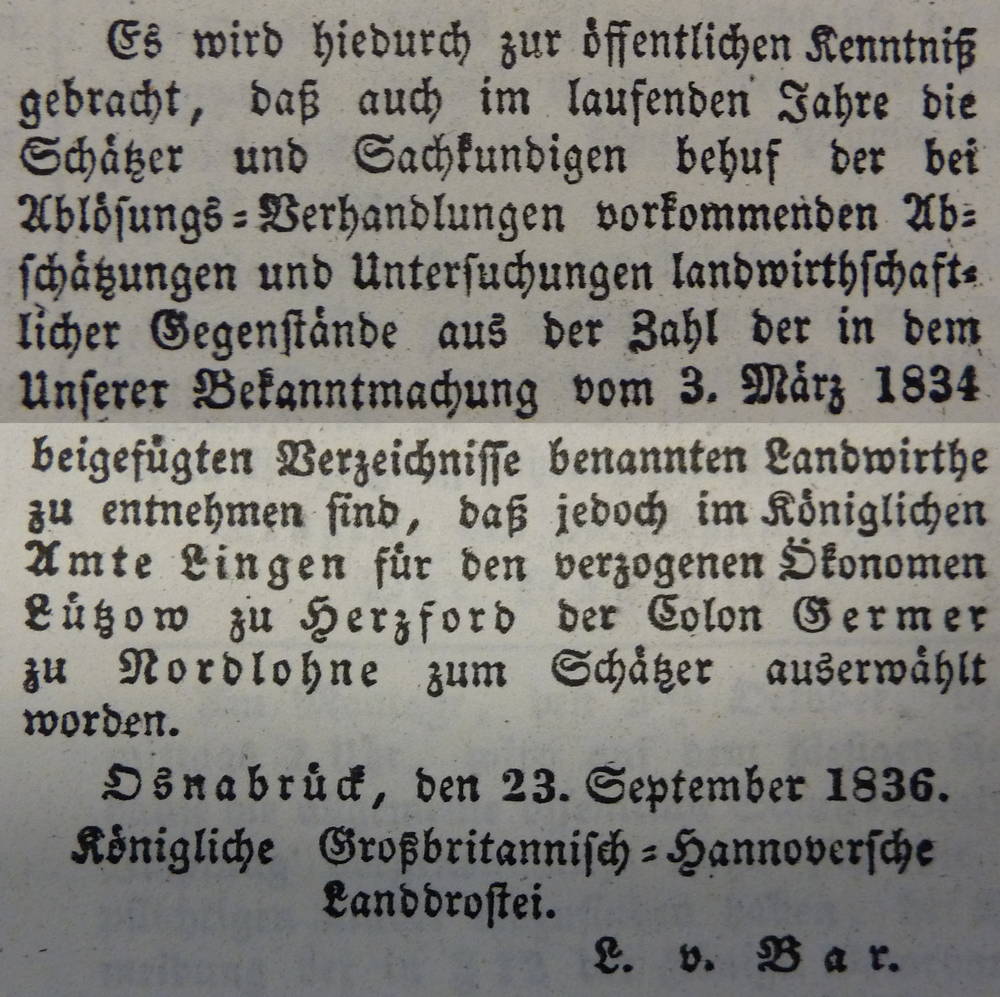 Es wird hiedurch zur öffentlichen Kenntniß
gebracht, daß auch im laufenden Jahre die
Schätzer und Sachkundigen behuf der bei
Ablösungs=Verhandlungen vorkommenden Ab=
schätzungen und Untersuchungen landwirthschaft=
licher Gegenstände aus der Zahl der in dem
Unserer Bekanntmachung vom 3. März 1834
beigefügten Verzeichnisse benannten Landwirthe
zu entnehmen sind, daß jedoch im Königlichen
Amte Lingen für den verzogenen Ökonomen
Lützow zu Herzford der Colon Germer
zu Nordlohne zum Schätzer auserwählt
worden.
Osnabrück, den 23. September 1836.
Königliche Großbritannisch=Hannoversche
Landdrostei.
L. v. Bar.